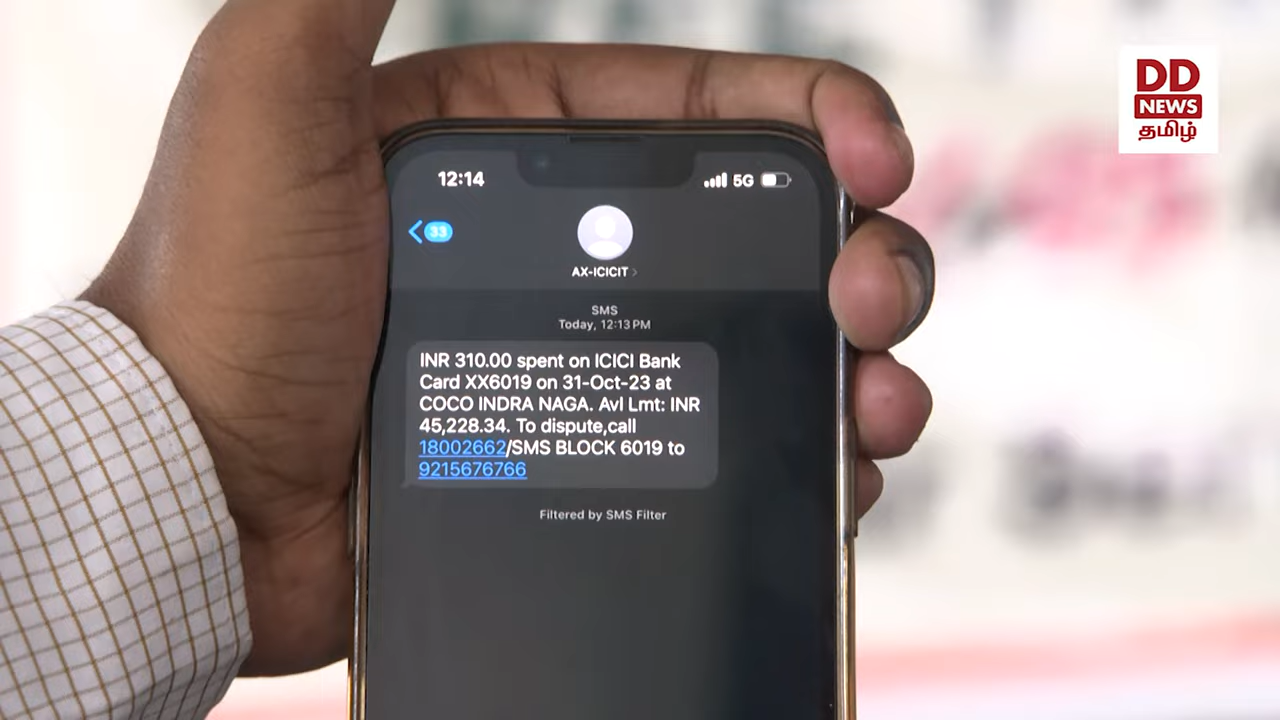 DD
NEWS
தமிழ்
12:14
5G
33
AX-ICICIT
SMS
Today, 12:13 PM
INR 310.00 spent on ICICI Bank
Card XX6019 on 31-Oct-23 at
COCO INDRA NAGA. Avl Lmt: INR
45,228.34. To dispute,call
18002662/SMS BLOCK 6019 to
9215676766
Filtered by SMS Filter